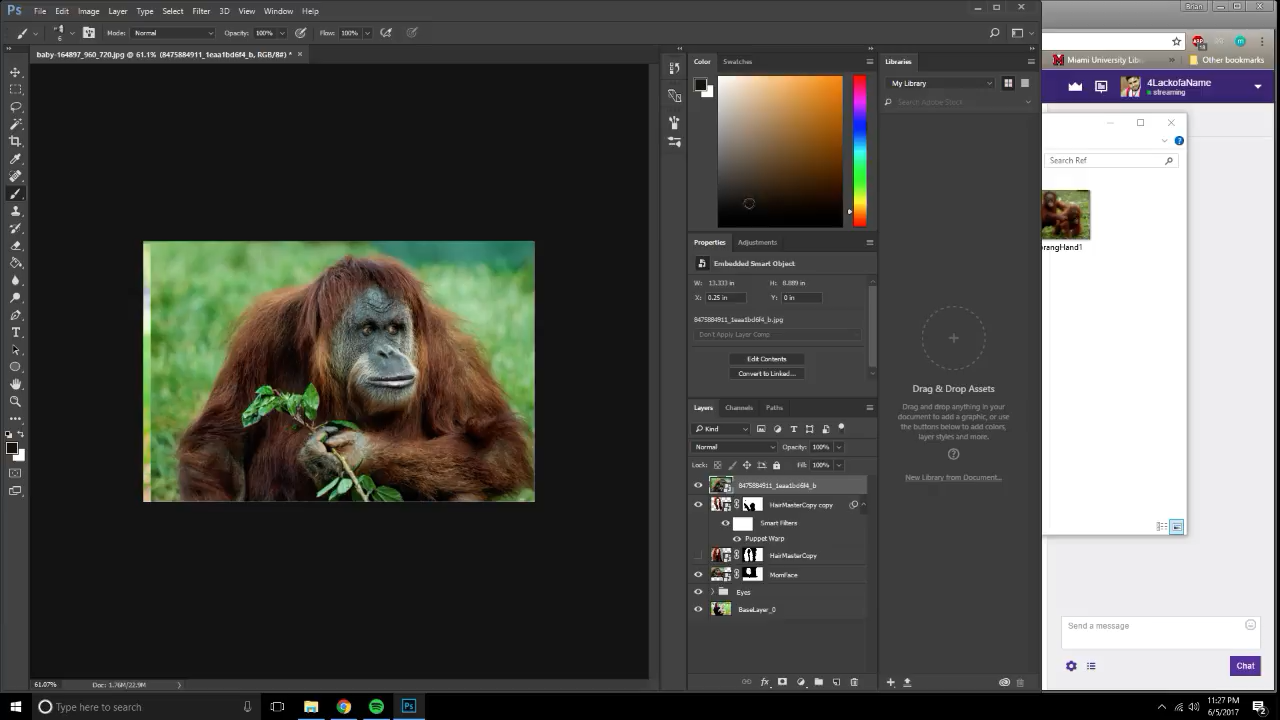 Ps File Edit Image Layer Type Select Filter 3D View Window Help
Brian
Mode: Normal Opacity: 100% Flow: 100%
Miami University Libr
» Other bookmarks
baby-164897_960_720.jpg @ 61.1% (8475884911_1eaa1bd6f4_b, RGB/8#) *
Color Swatches
Libraries
My Library
Search Adobe Stock
4LackofaName
streaming
Search Ref
Properties Adjustments
orangHand1
Embedded Smart Object
W: 13.333 in H: 8.889 in
X: 0.25 in Y: 0 in
8475884911_1eaa1bd6f4_b.jpg
Don't Apply Layer Comp
Edit Contents
Convert to Linked...
Drag & Drop Assets
Drag and drop anything in your
document to add a graphic, or use
the buttons below to add colors,
layer styles and more.
New Library from Document...
Layers Channels Paths
Kind
Normal Opacity: 100%
Lock: Fill: 100%
8475884911_1eaa1bd6f4_b
HairMasterCopy copy
Smart Filters
Puppet Warp
HairMasterCopy
MomFace
Eyes
BaseLayer_0
Send a message
Chat
61.07% Doc: 1.76M/22.9M
Type here to search
11:27 PM
6/5/2017